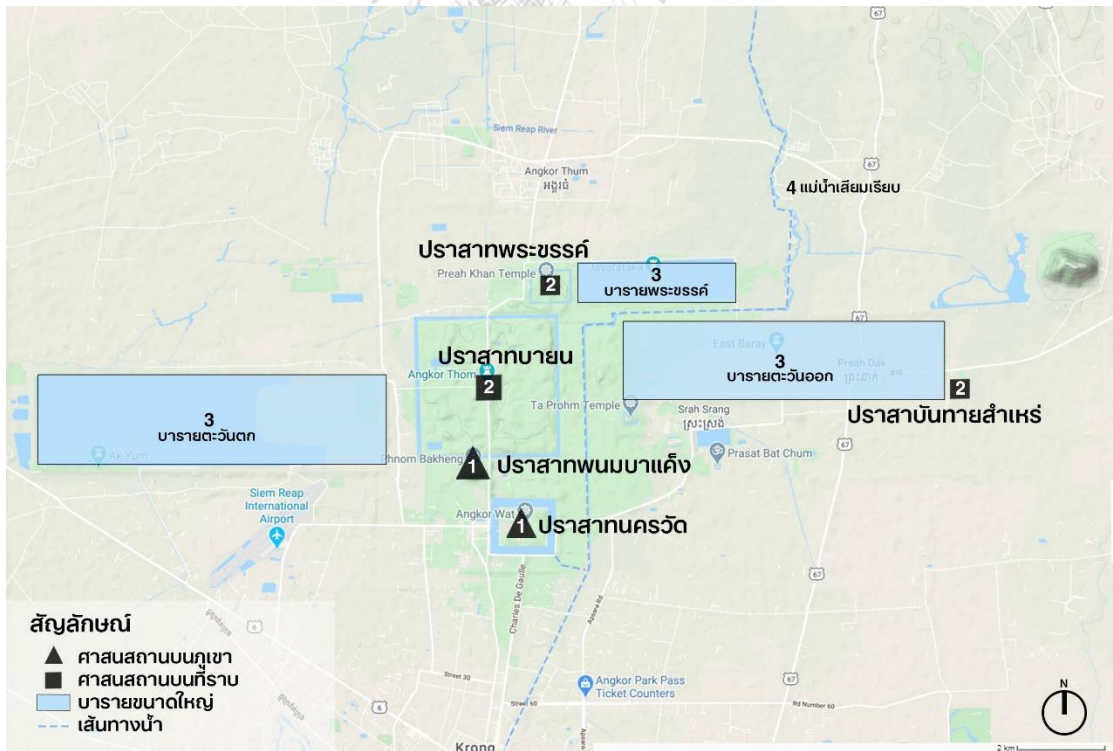 67
Siem Reap River
67
Angkor Thum
អង្គរធំ
4 แม่น้ำเสียมเรียบ
ปราสาทพระขรรค์
Preah Khan Temple
2
Jayatataka
3
บารายพระขรรค์
67
67
ปราสาทบายน
Angkor Thom
2
East Baray
3
บารายตะวันออก
Preah Dak
ព្រះដាក់
2
ปราสาบันทายสำเหร่
Ta Prohm Temple
Srah Srang
ស្រះស្រង់
3
บารายตะวันตก
Ak Yum
Phnom Bakheng
1
ปราสาทพนมบาแค็ง
Prasat Bat Chum
Siem Reap
International
Airport
Angkor Wat
1
ปราสาทนครวัด
67
Charles De Gaulle
Apsara Rd
สัญลักษณ์
6
ศาสนสถานบนภูเขา
ศาสนสถานบนที่ราบ
บารายขนาดใหญ่
เส้นทางน้ำ
Street 30
Angkor Park Pass
Ticket Counters
67
6
Street 60
Rd Number 60
N
Krong
2 km